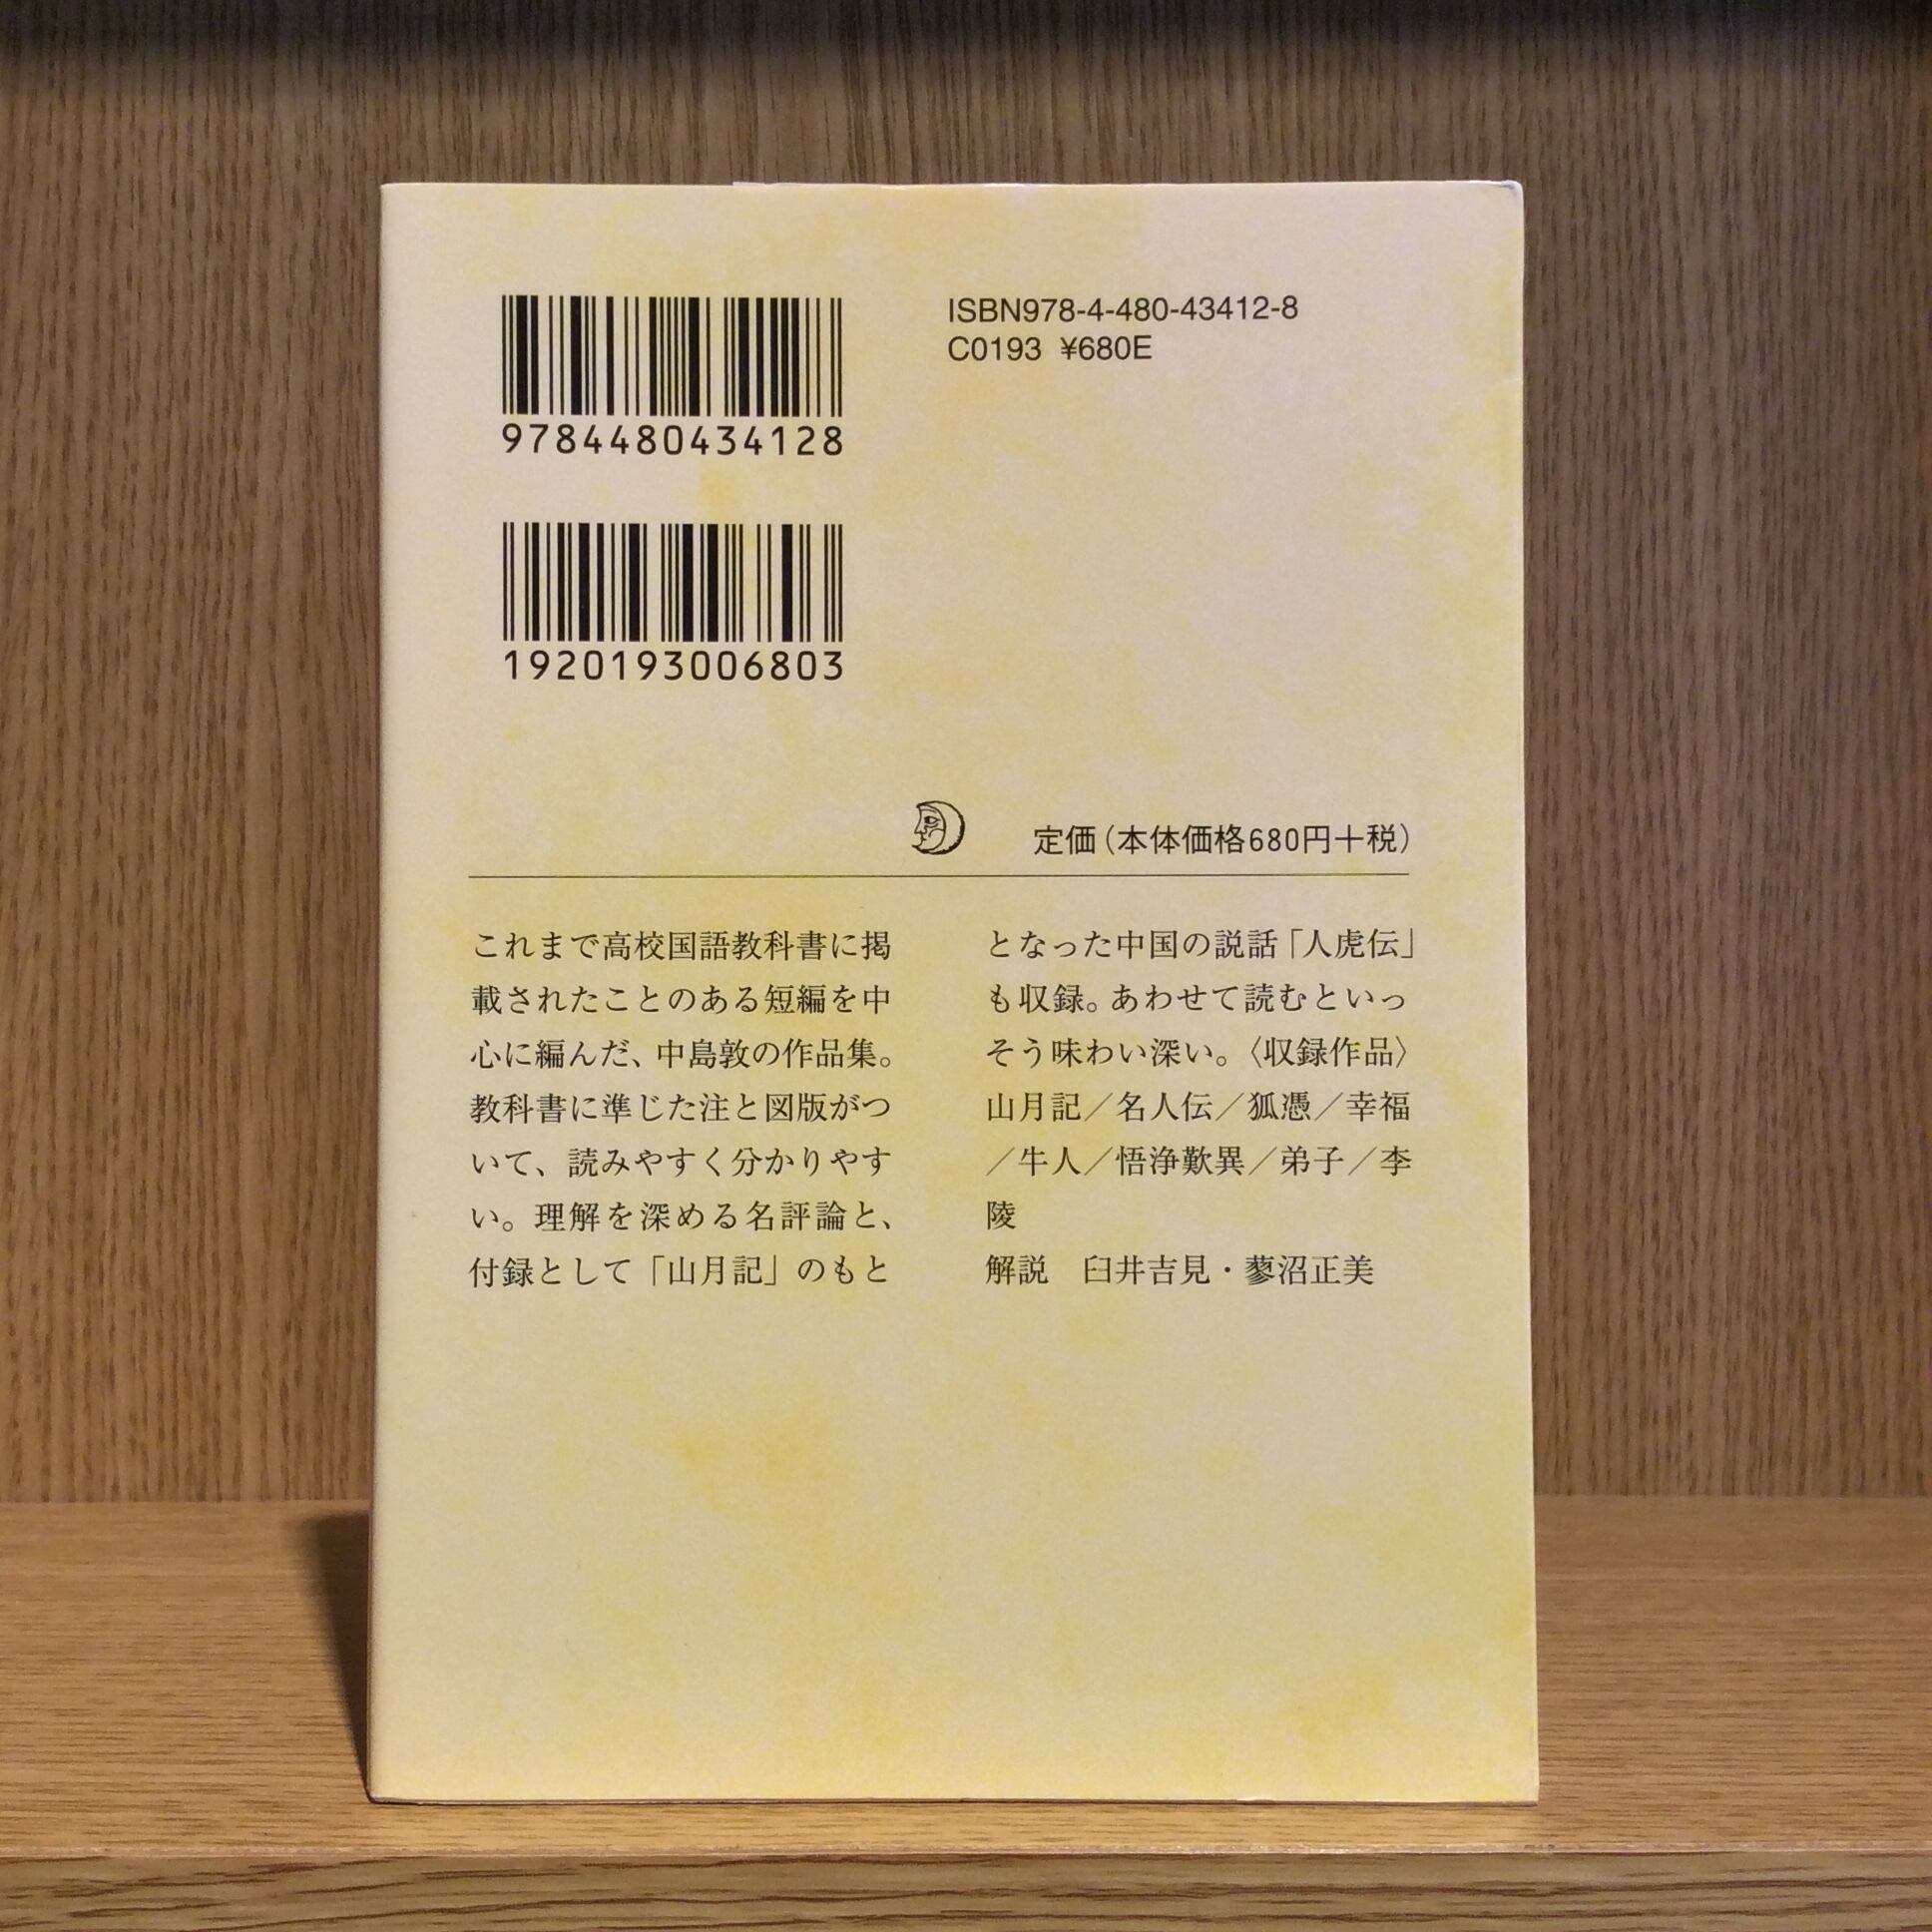 9784480434128
ISBN978-4-480-43412-8
C0193 ¥680E
1920193006803
定価(本体価格680円+税)
これまで高校国語教科書に掲
載されたことのある短編を中
心に編んだ、中島敦の作品集。
教科書に準じた注と図版がつ
いて、読みやすく分かりやす
い。理解を深める名評論と、
付録として「山月記」のもと
となった中国の説話「人虎伝」
も収録。あわせて読むといっ
そう味わい深い。〈収録作品〉
山月記/名人伝/狐憑/幸福
/牛人/悟浄歎異/弟子/李
陵
解説 臼井吉見・蓼沼正美